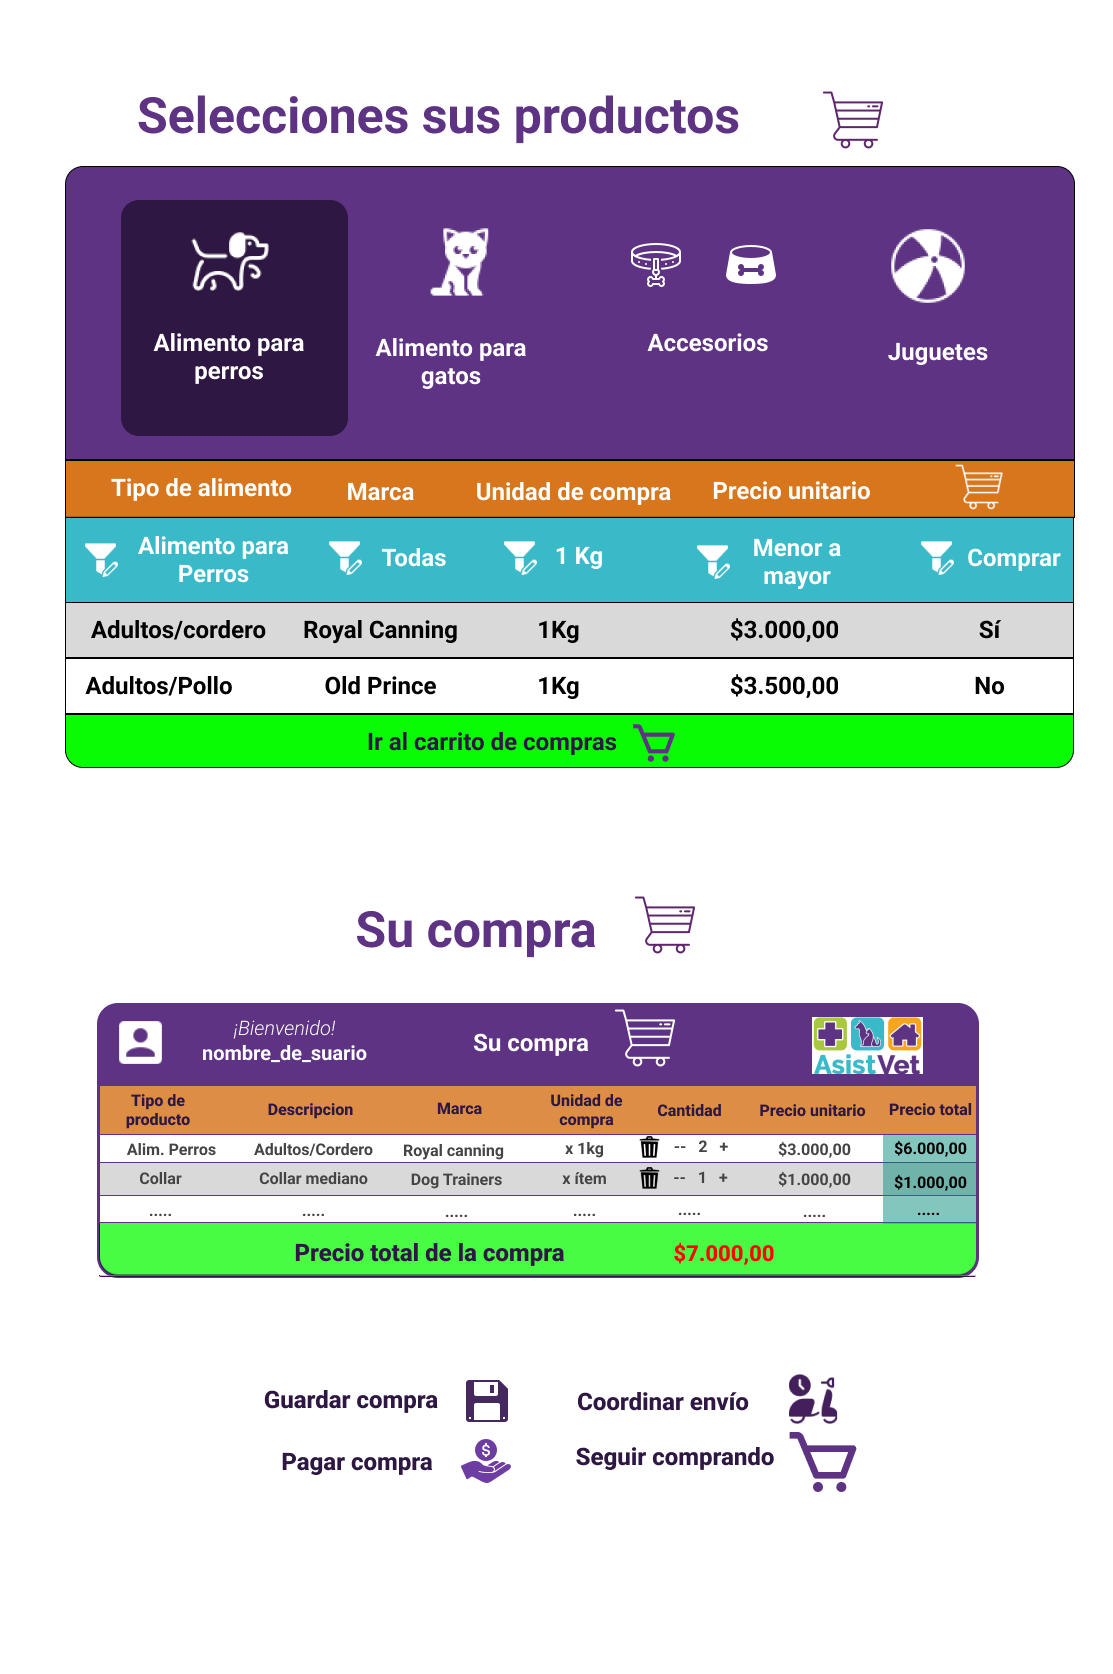 Selecciones sus productos
Alimento para
perros
Alimento para
gatos
Accesorios
Juguetes
Tipo de alimento Marca Unidad de compra Precio unitario
Alimento para
Perros
Todas
1 Kg
Menor a
mayor
Comprar
Adultos/cordero Royal Canning 1Kg $3.000,00 Sí
Adultos/Pollo Old Prince 1Kg $3.500,00 No
Ir al carrito de compras
Su compra
¡Bienvenido!
nombre_de_suario
Su compra
AsistVet
Tipo de
producto
Descripcion
Marca
Unidad de
compra
Cantidad
Precio unitario
Precio total
Alim. Perros Adultos/Cordero Royal canning x 1kg -- 2 + $3.000,00 $6.000,00
Collar Collar mediano Dog Trainers x ítem -- 1 + $1.000,00 $1.000,00
..... ..... ..... ..... ..... ..... .....
Precio total de la compra $7.000,00
Guardar compra
Coordinar envío
Pagar compra
Seguir comprando